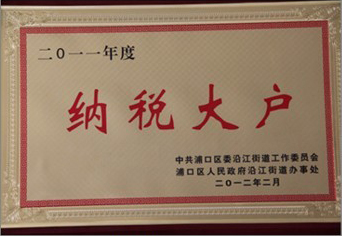 二0一一年度
纳税大户
中共浦口区委沿江街道工作委员会
浦口区人民政府沿江街道办事处
二0一二年二月